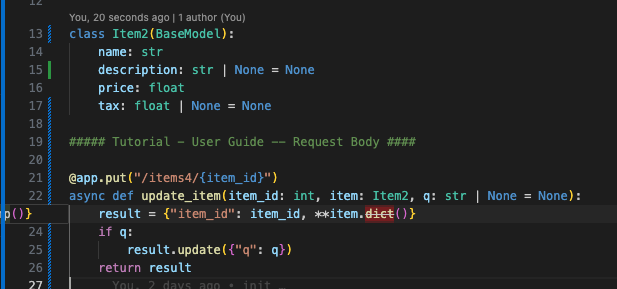 12
You, 20 seconds ago | 1 author (You)
13 class Item2(BaseModel):
14     name: str
15     description: str | None = None
16     price: float
17     tax: float | None = None
18
19 ##### Tutorial - User Guide -- Request Body ####
20
21 @app.put("/items4/{item_id}")
22 async def update_item(item_id: int, item: Item2, q: str | None = None):
p()}     result = {"item_id": item_id, **item.dict()}
24     if q:
25         result.update({"q": q})
26     return result
27     You, 2 days ago • init